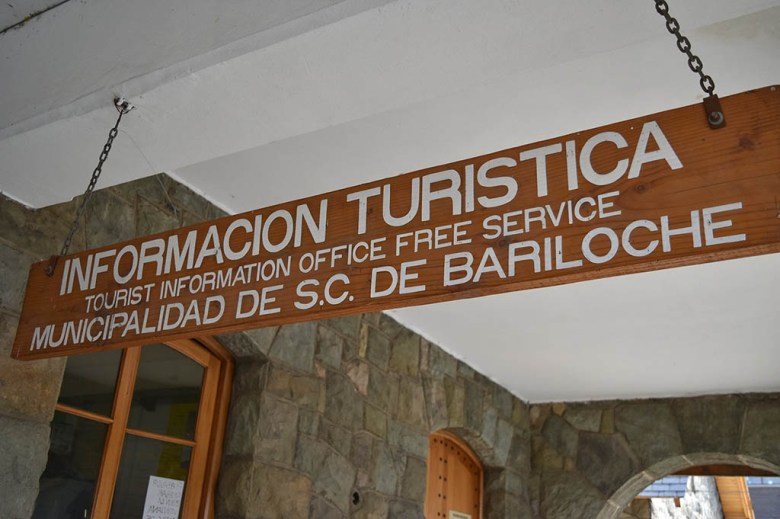 INFORMACION TURISTICA
TOURIST INFORMATION OFFICE FREE SERVICE
MUNICIPALIDAD DE S.C. DE BARILOCHE